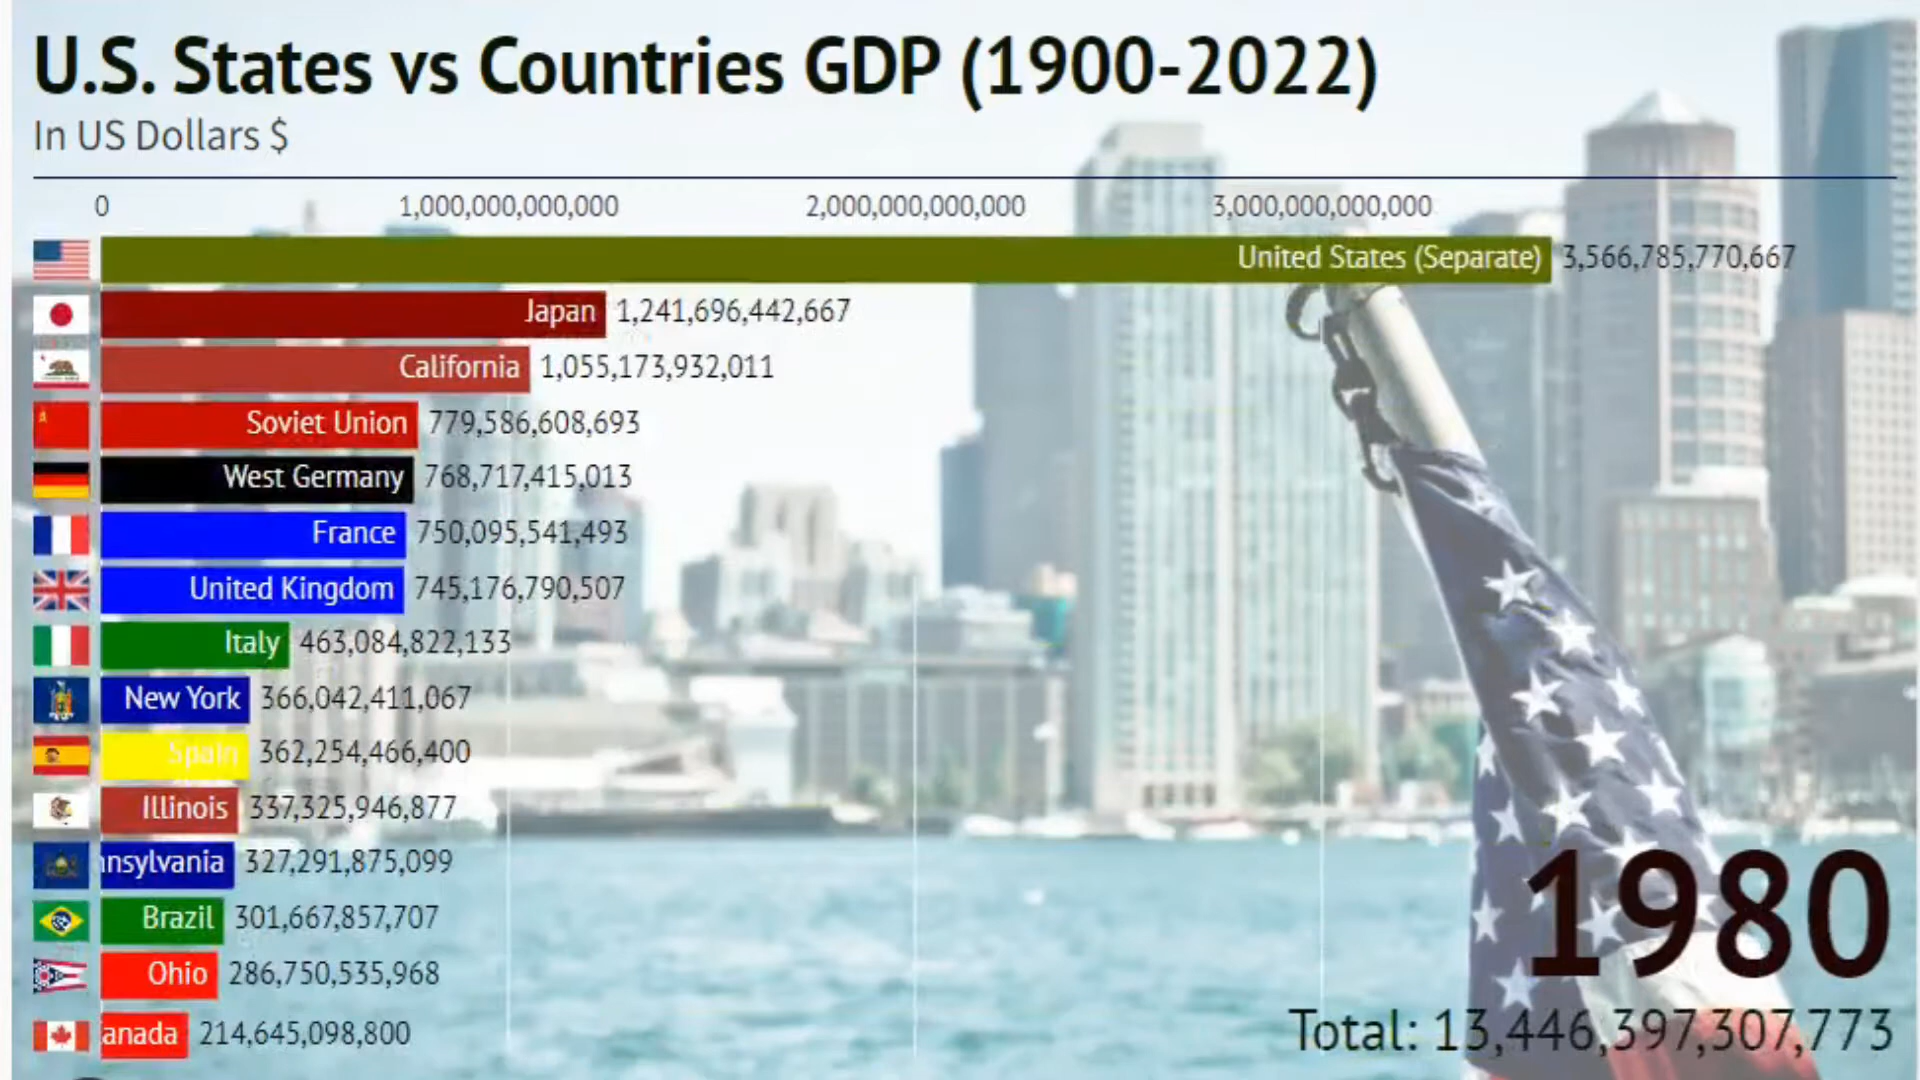 U.S. States vs Countries GDP (1900-2022)
In US Dollars $
0 1,000,000,000,000 2,000,000,000,000 3,000,000,000,000
United States (Separate) 3,566,785,770,667
Japan 1,241,696,442,667
California 1,055,173,932,011
Soviet Union 779,586,608,693
West Germany 768,717,415,013
France 750,095,541,493
United Kingdom 745,176,790,507
Italy 463,084,822,133
New York 366,042,411,067
Spain 362,254,466,400
Illinois 337,325,946,877
nnsylvania 327,291,875,099
Brazil 301,667,857,707
Ohio 286,750,535,968
anada 214,645,098,800
1980
Total: 13,446,397,307,773